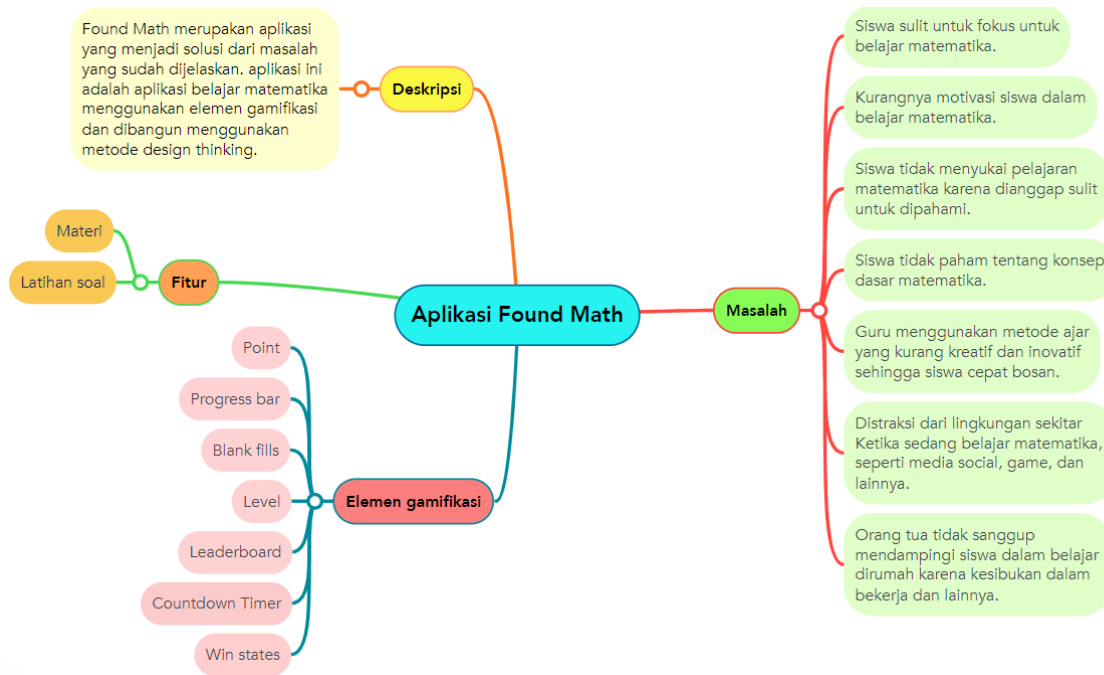 Found Math merupakan aplikasi
yang menjadi solusi dari masalah
yang sudah dijelaskan. aplikasi ini
adalah aplikasi belajar matematika
menggunakan elemen gamifikasi
dan dibangun menggunakan
metode design thinking.
Deskripsi
Materi
Latihan soal
Fitur
Aplikasi Found Math
Point
Progress bar
Blank fills
Level
Leaderboard
Countdown Timer
Win states
Elemen gamifikasi
Masalah
Siswa sulit untuk fokus untuk
belajar matematika.
Kurangnya motivasi siswa dalam
belajar matematika.
Siswa tidak menyukai pelajaran
matematika karena dianggap sulit
untuk dipahami.
Siswa tidak paham tentang konsep
dasar matematika.
Guru menggunakan metode ajar
yang kurang kreatif dan inovatif
sehingga siswa cepat bosan.
Distraksi dari lingkungan sekitar
Ketika sedang belajar matematika,
seperti media social, game, dan
lainnya.
Orang tua tidak sanggup
mendampingi siswa dalam belajar
dirumah karena kesibukan dalam
bekerja dan lainnya.